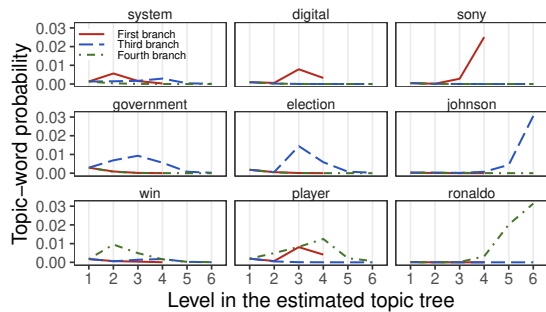 system digital sony
0.03
0.02
0.01
0.00
First branch
Third branch
Fourth branch
government election johnson
0.03
0.02
0.01
0.00
win player ronaldo
0.03
0.02
0.01
0.00
1 2 3 4 5 6 1 2 3 4 5 6 1 2 3 4 5 6
Topic−word probability
Level in the estimated topic tree